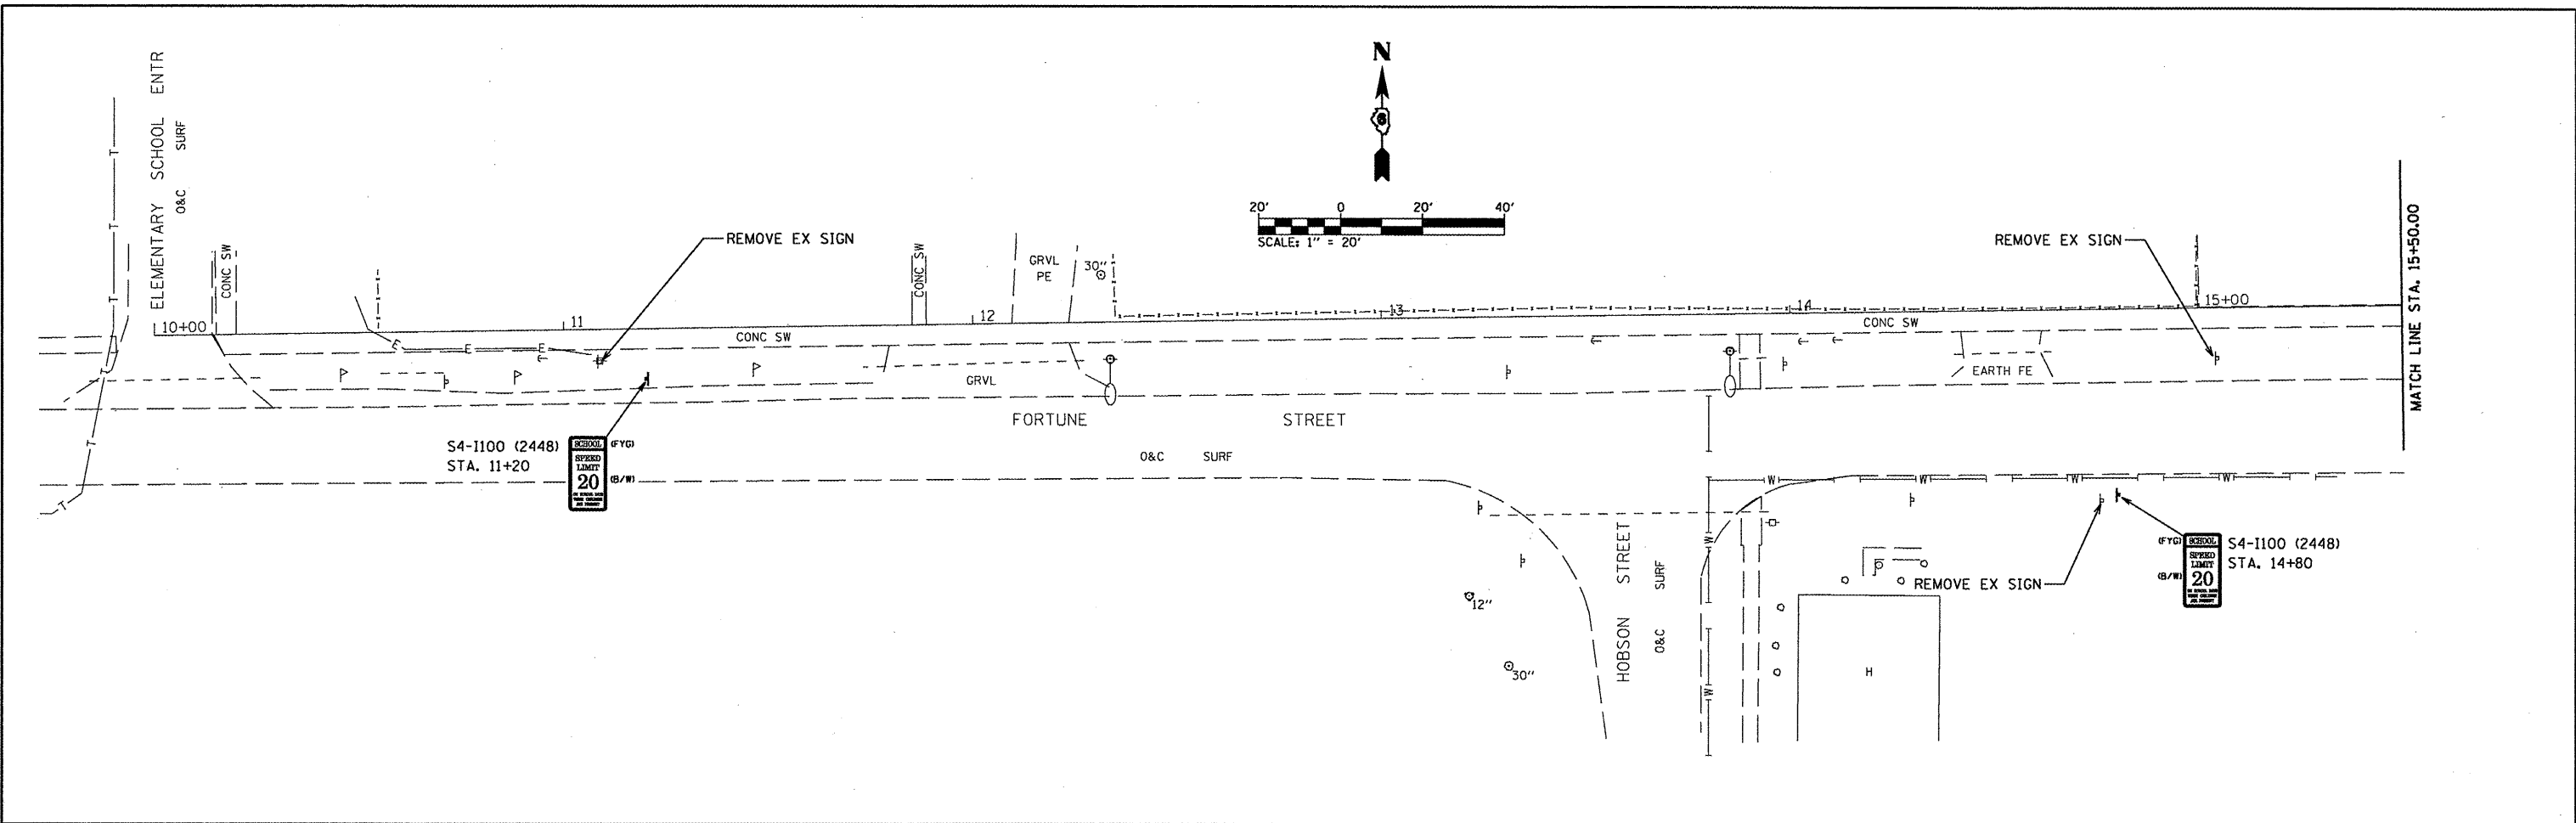 N
6
20' 0 20' 40'
SCALE: 1" = 20'
ELEMENTARY SCHOOL ENTR
O&C SURF
CONC SW
REMOVE EX SIGN
CONC SW
GRVL
PE
30"
REMOVE EX SIGN
MATCH LINE STA. 15+50.00
10+00
11
12
13
14
15+00
CONC SW
CONC SW
E E E
GRVL
EARTH FE
FORTUNE STREET
O&C SURF
S4-I100 (2448)
STA. 11+20
SCHOOL
SPEED
LIMIT
20
(FYG)
(B/W)
T T T T T T
W W W W
W W
HOBSON STREET
O&C SURF
12"
30"
H
REMOVE EX SIGN
(FYG)
(B/W)
SCHOOL
SPEED
LIMIT
20
S4-I100 (2448)
STA. 14+80